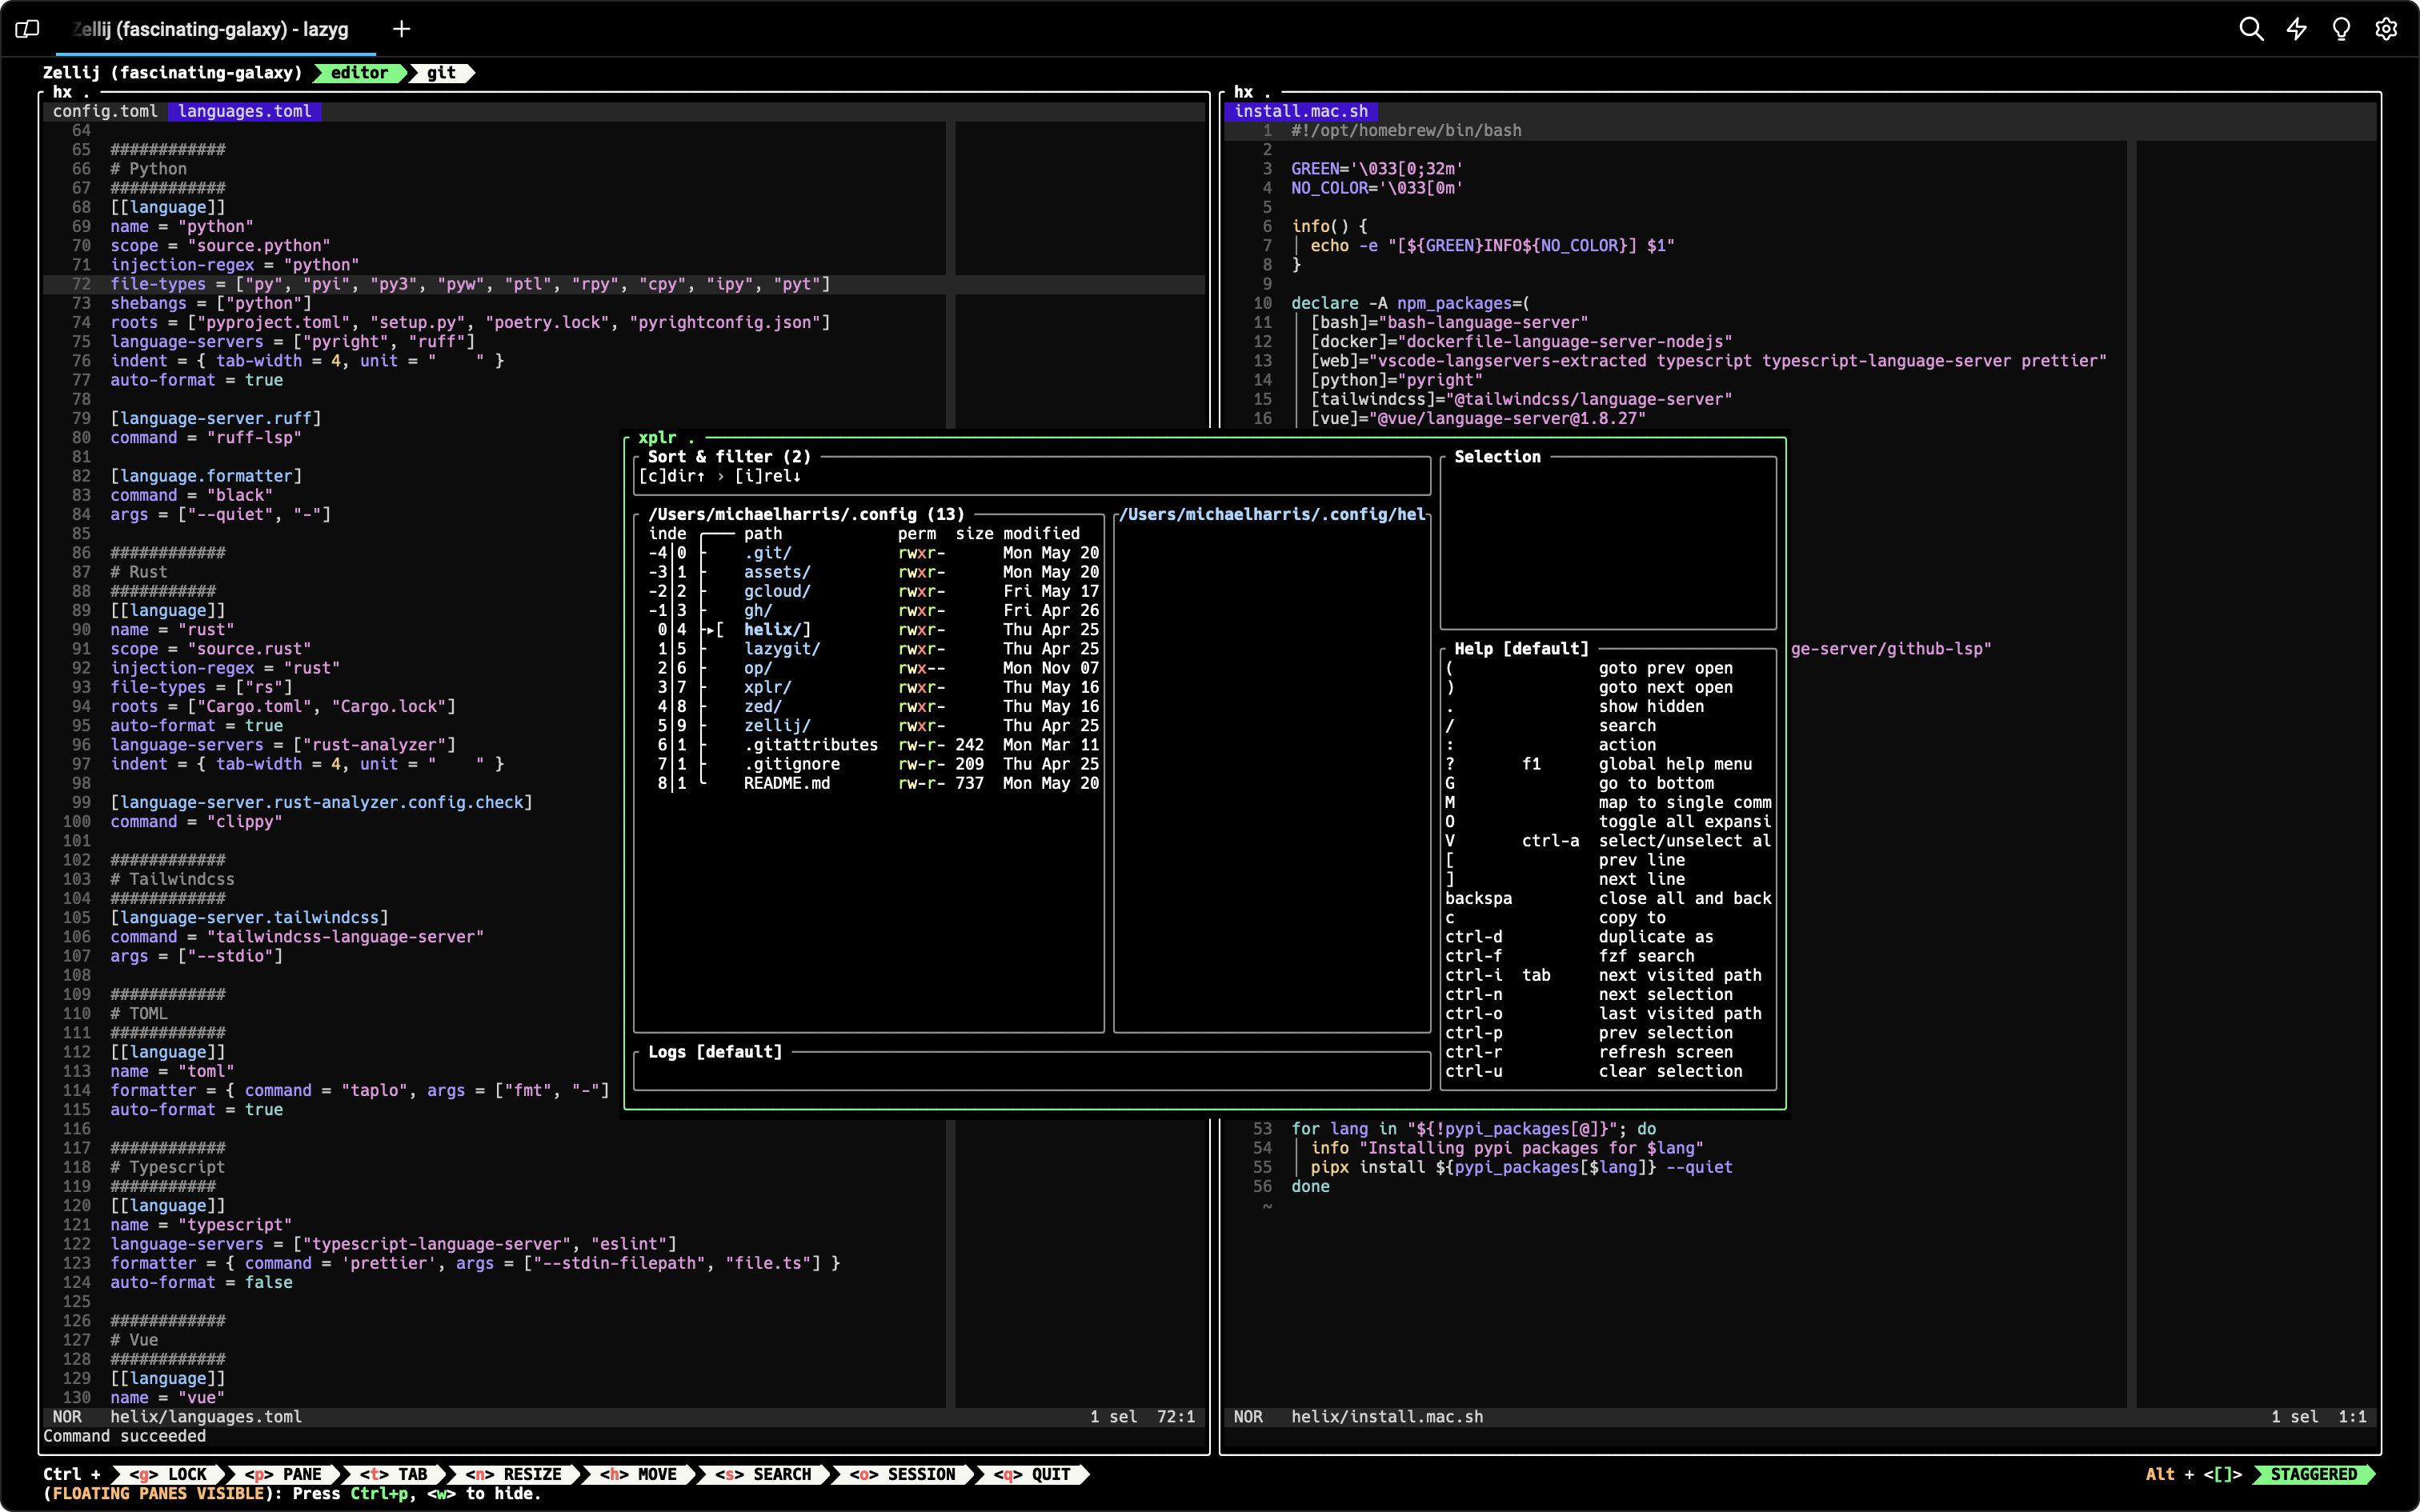 Zellij (fascinating-galaxy) - lazyg
Zellij (fascinating-galaxy) editor git
hx .
config.toml languages.toml
64
65 ############
66 # Python
67 ############
68 [[language]]
69 name = "python"
70 scope = "source.python"
71 injection-regex = "python"
72 file-types = ["py", "pyi", "py3", "pyw", "ptl", "rpy", "cpy", "ipy", "pyt"]
73 shebangs = ["python"]
74 roots = ["pyproject.toml", "setup.py", "poetry.lock", "pyrightconfig.json"]
75 language-servers = ["pyright", "ruff"]
76 indent = { tab-width = 4, unit = "    " }
77 auto-format = true
78
79 [language-server.ruff]
80 command = "ruff-lsp"
81
82 [language.formatter]
83 command = "black"
84 args = ["--quiet", "-"]
85
86 ############
87 # Rust
88 ###########
89 [[language]]
90 name = "rust"
91 scope = "source.rust"
92 injection-regex = "rust"
93 file-types = ["rs"]
94 roots = ["Cargo.toml", "Cargo.lock"]
95 auto-format = true
96 language-servers = ["rust-analyzer"]
97 indent = { tab-width = 4, unit = "    " }
98
99 [language-server.rust-analyzer.config.check]
100 command = "clippy"
101
102 ############
103 # Tailwindcss
104 ############
105 [language-server.tailwindcss]
106 command = "tailwindcss-language-server"
107 args = ["--stdio"]
108
109 ############
110 # TOML
111 ############
112 [[language]]
113 name = "toml"
114 formatter = { command = "taplo", args = ["fmt", "-"]
115 auto-format = true
116
117 ############
118 # Typescript
119 ###########
120 [[language]]
121 name = "typescript"
122 language-servers = ["typescript-language-server", "eslint"]
123 formatter = { command = 'prettier', args = ["--stdin-filepath", "file.ts"] }
124 auto-format = false
125
126 ############
127 # Vue
128 ############
129 [[language]]
130 name = "vue"
NOR helix/languages.toml 1 sel 72:1
Command succeeded
hx .
install.mac.sh
1 #!/opt/homebrew/bin/bash
2
3 GREEN='\033[0;32m'
4 NO_COLOR='\033[0m'
5
6 info() {
7 echo -e "[${GREEN}INFO${NO_COLOR}] $1"
8 }
9
10 declare -A npm_packages=(
11 [bash]="bash-language-server"
12 [docker]="dockerfile-language-server-nodejs"
13 [web]="vscode-langservers-extracted typescript typescript-language-server prettier"
14 [python]="pyright"
15 [tailwindcss]="@tailwindcss/language-server"
16 [vue]="@vue/language-server@1.8.27"
ge-server/github-lsp"
53 for lang in "${!pypi_packages[@]}"; do
54 info "Installing pypi packages for $lang"
55 pipx install ${pypi_packages[$lang]} --quiet
56 done
~
NOR helix/install.mac.sh 1 sel 1:1
xplr .
Sort & filter (2)
[c]dir↑ › [i]rel↓
/Users/michaelharris/.config (13)
inde path perm size modified
-4|0 .git/ rwxr- Mon May 20
-3|1 assets/ rwxr- Mon May 20
-2|2 gcloud/ rwxr- Fri May 17
-1|3 gh/ rwxr- Fri Apr 26
0|4 ▸[ helix/] rwxr- Thu Apr 25
1|5 lazygit/ rwxr- Thu Apr 25
2|6 op/ rwx-- Mon Nov 07
3|7 xplr/ rwxr- Thu May 16
4|8 zed/ rwxr- Thu May 16
5|9 zellij/ rwxr- Thu Apr 25
6|1 .gitattributes rw-r- 242 Mon Mar 11
7|1 .gitignore rw-r- 209 Thu Apr 25
8|1 README.md rw-r- 737 Mon May 20
/Users/michaelharris/.config/hel
Logs [default]
Selection
Help [default]
( goto prev open
) goto next open
. show hidden
/ search
: action
? f1 global help menu
G go to bottom
M map to single comm
O toggle all expansi
V ctrl-a select/unselect al
[ prev line
] next line
backspa close all and back
c copy to
ctrl-d duplicate as
ctrl-f fzf search
ctrl-i tab next visited path
ctrl-n next selection
ctrl-o last visited path
ctrl-p prev selection
ctrl-r refresh screen
ctrl-u clear selection
Ctrl + <g> LOCK <p> PANE <t> TAB <n> RESIZE <h> MOVE <s> SEARCH <o> SESSION <q> QUIT Alt + <[]> STAGGERED
(FLOATING PANES VISIBLE): Press Ctrl+p, <w> to hide.